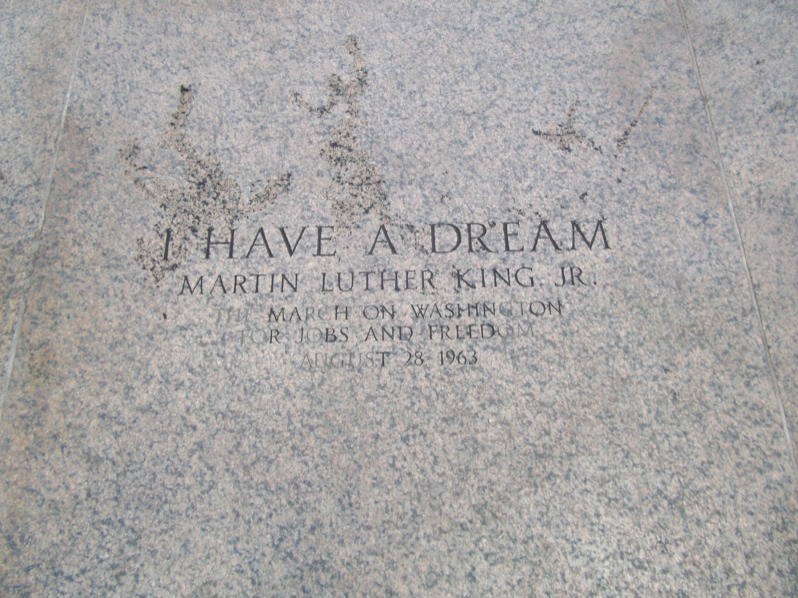 I HAVE A DREAM
MARTIN LUTHER KING JR.
THE MARCH ON WASHINGTON
FOR JOBS AND FREEDOM
AUGUST 28 1963